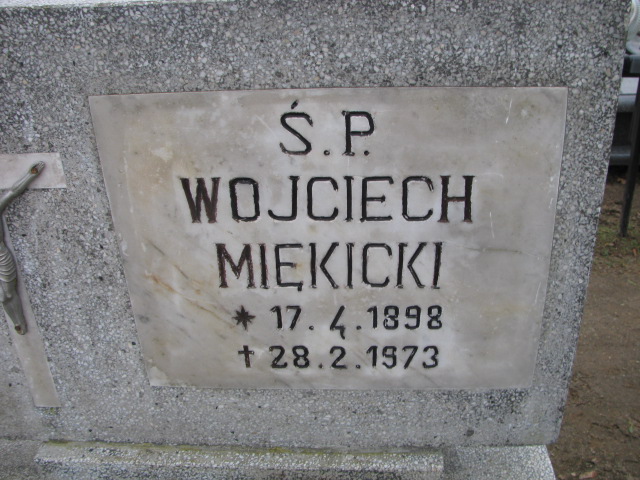 Ś.P.
WOJCIECH
MIĘKICKI
* 17.4.1898
† 28.2.1973